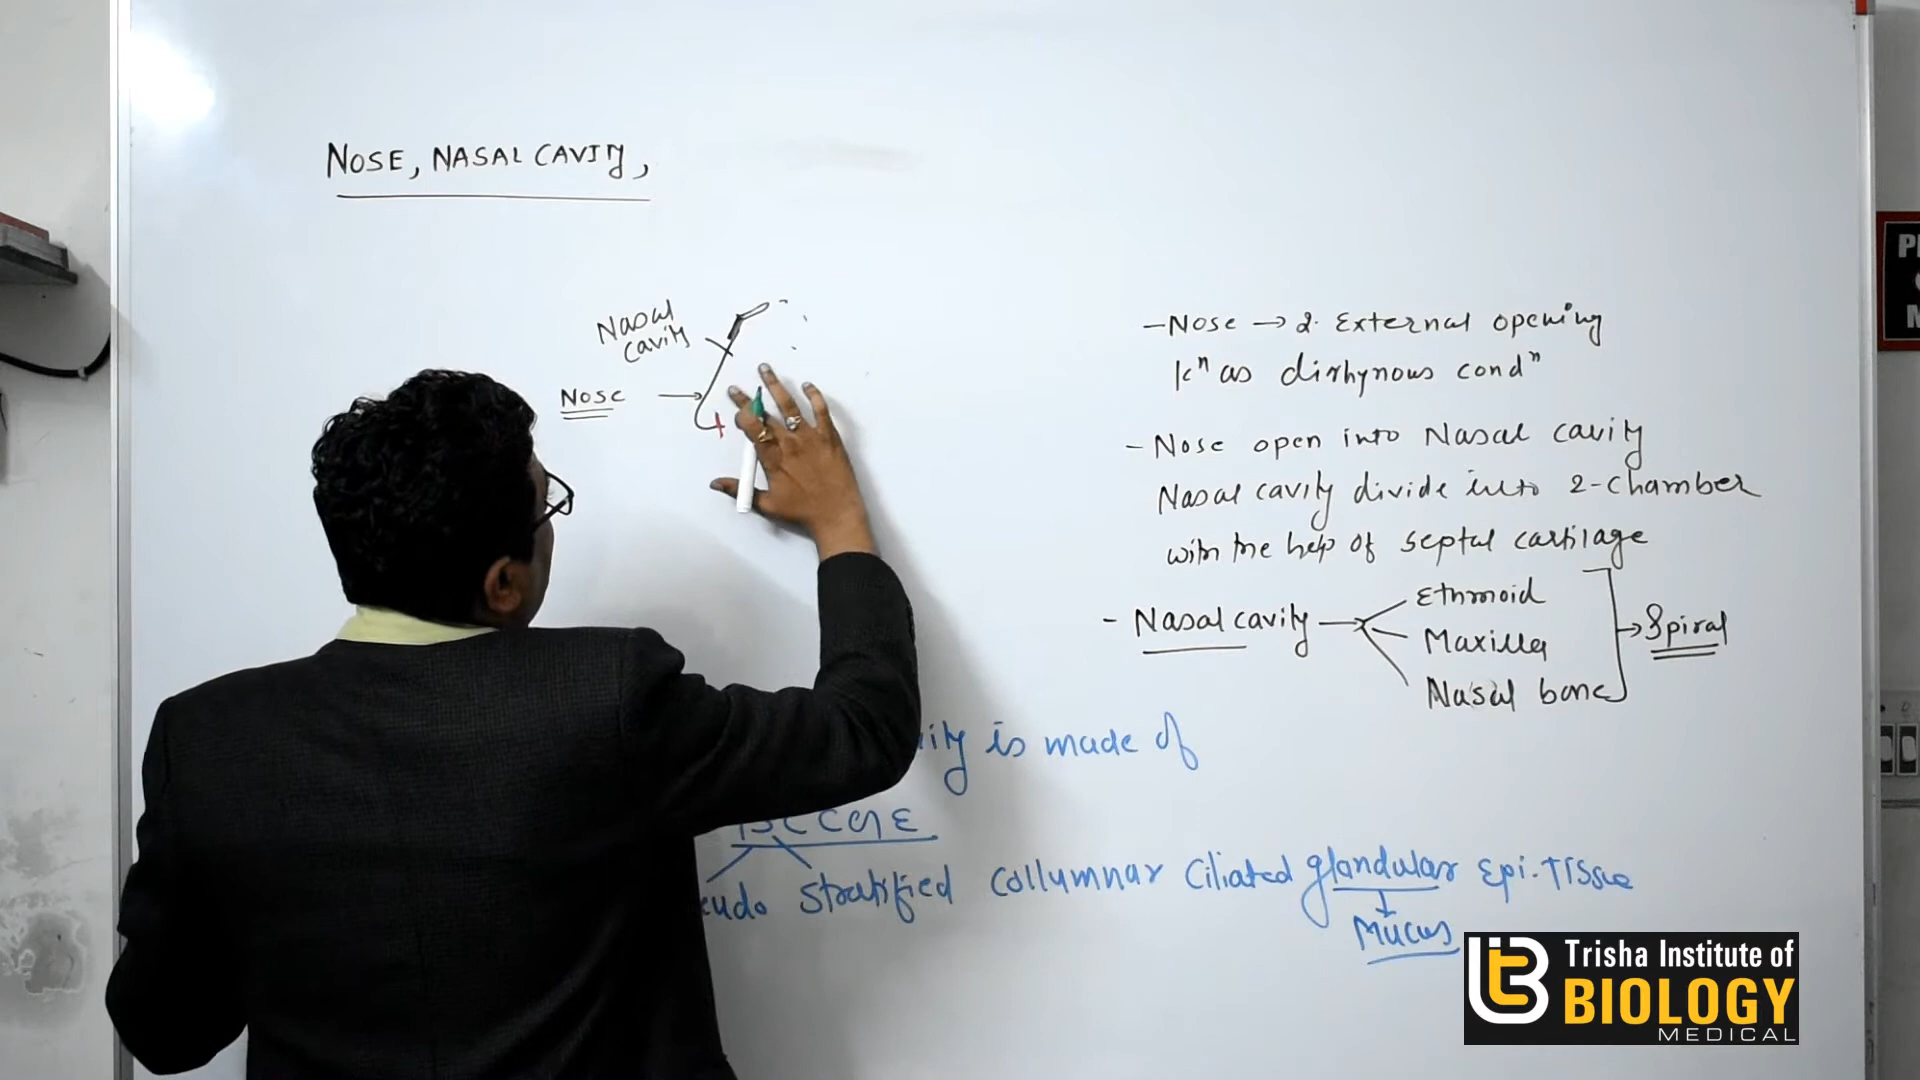 NOSE, NASAL CAVITY,
Nasal
cavity
Nose
- Nose → 2. External opening
kⁿ as dirhynous condⁿ
- Nose open into Nasal cavity
Nasal cavity divide into 2-chamber
with the help of septal cartilage
- Nasal cavity → Ethmoid
Maxilla
Nasal bone
→ Spiral
is made of
stratified collumnar ciliated glandular Epi. Tissue
Mucus
Trisha Institute of
BIOLOGY
MEDICAL